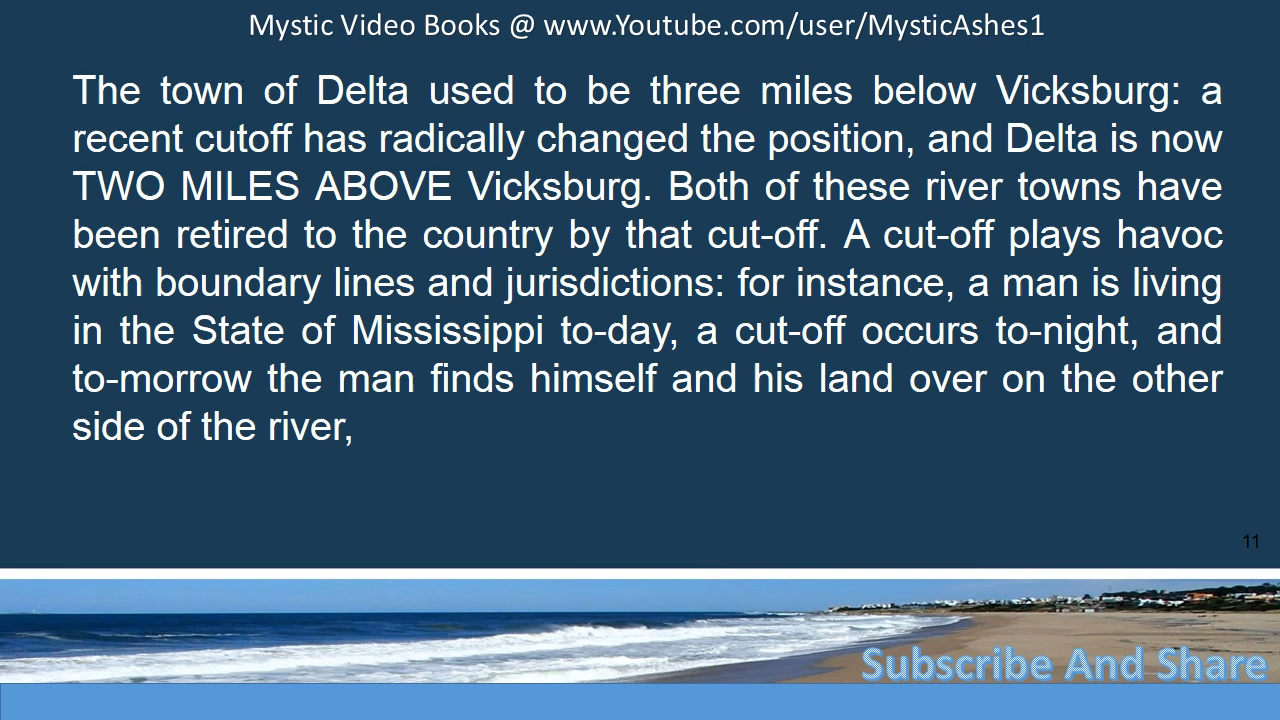 Mystic Video Books @ www.Youtube.com/user/MysticAshes1
The town of Delta used to be three miles below Vicksburg: a
recent cutoff has radically changed the position, and Delta is now
TWO MILES ABOVE Vicksburg. Both of these river towns have
been retired to the country by that cut-off. A cut-off plays havoc
with boundary lines and jurisdictions: for instance, a man is living
in the State of Mississippi to-day, a cut-off occurs to-night, and
to-morrow the man finds himself and his land over on the other
side of the river,
11
Subscribe And Share